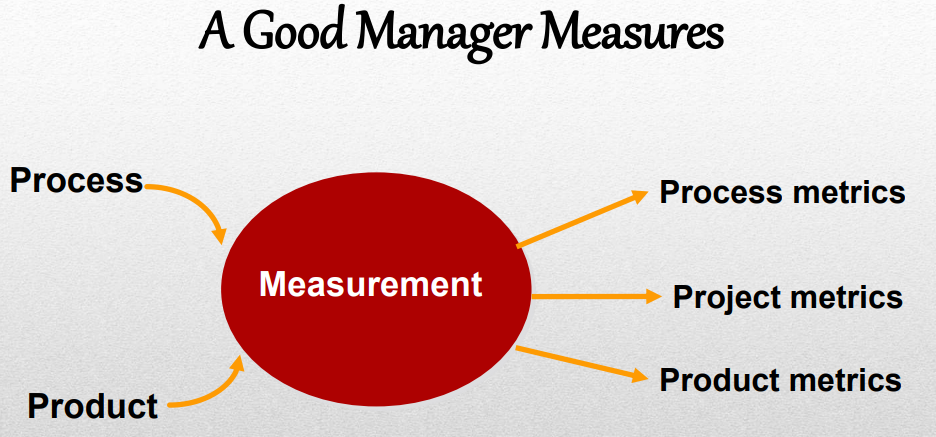 A Good Manager Measures
Process
Product
Measurement
Process metrics
Project metrics
Product metrics